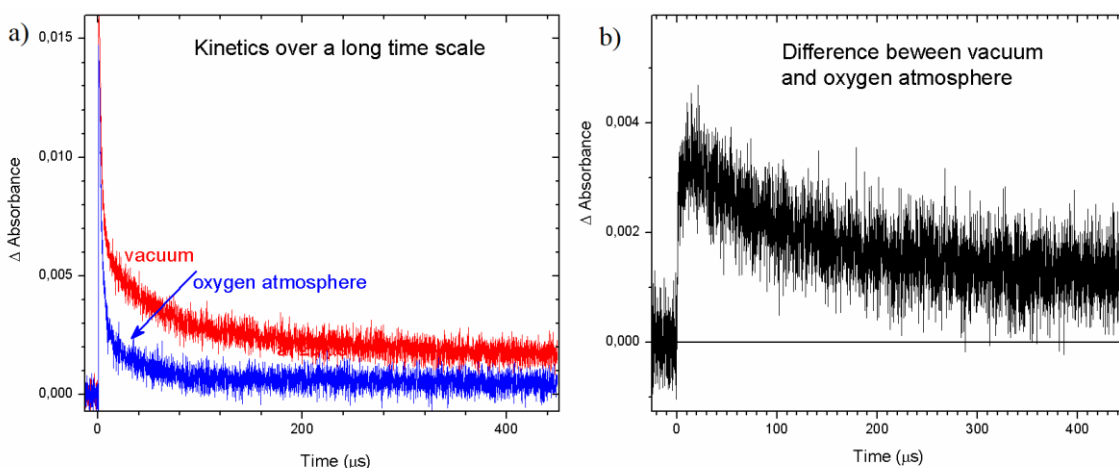 a)
Kinetics over a long time scale
0,015
0,010
0,005
0,000
Δ Absorbance
vacuum
oxygen atmosphere
0
200
400
Time (μs)
b)
Difference beween vacuum
and oxygen atmosphere
0,004
0,002
0,000
Δ Absorbance
0
100
200
300
400
Time (μs)